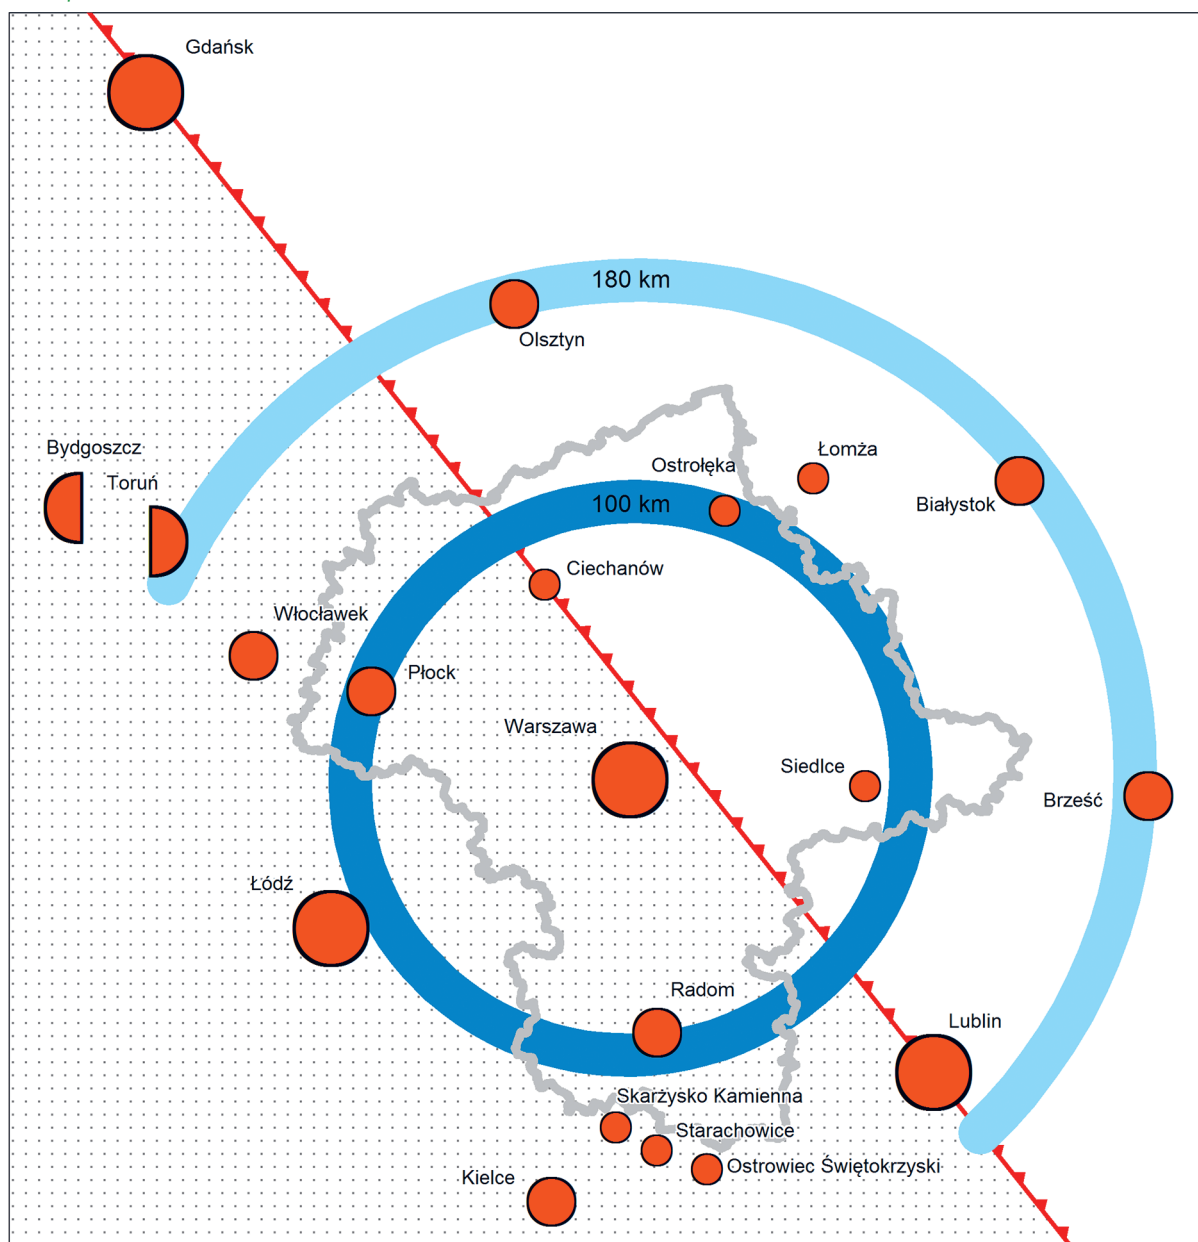 Gdańsk
180 km
Olsztyn
Bydgoszcz
Łomża
Ostrołęka
Toruń
100 km
Białystok
Ciechanów
Włocławek
Płock
Warszawa
Siedlce
Brześć
Łódź
Radom
Lublin
Skarżysko Kamienna
Starachowice
Ostrowiec Świętokrzyski
Kielce